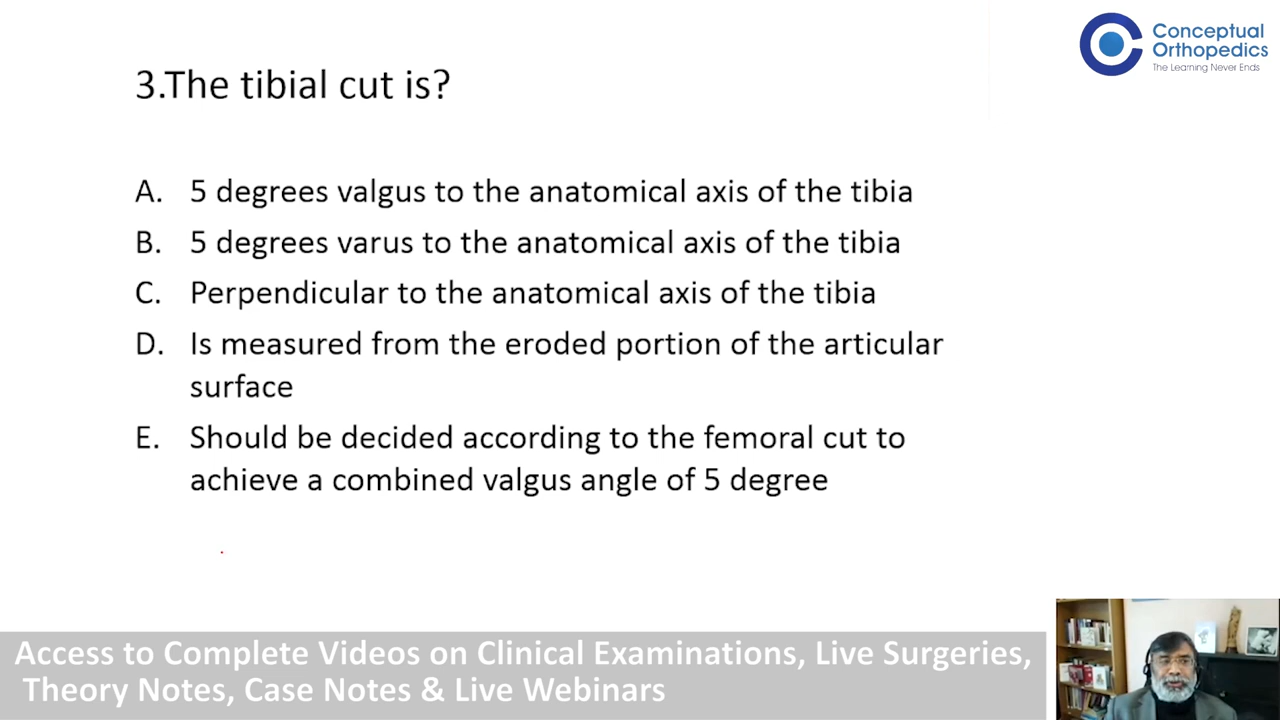 Conceptual
Orthopedics
The Learning Never Ends
3.The tibial cut is?
A. 5 degrees valgus to the anatomical axis of the tibia
B. 5 degrees varus to the anatomical axis of the tibia
C. Perpendicular to the anatomical axis of the tibia
D. Is measured from the eroded portion of the articular
surface
E. Should be decided according to the femoral cut to
achieve a combined valgus angle of 5 degree
Access to Complete Videos on Clinical Examinations, Live Surgeries,
Theory Notes, Case Notes & Live Webinars